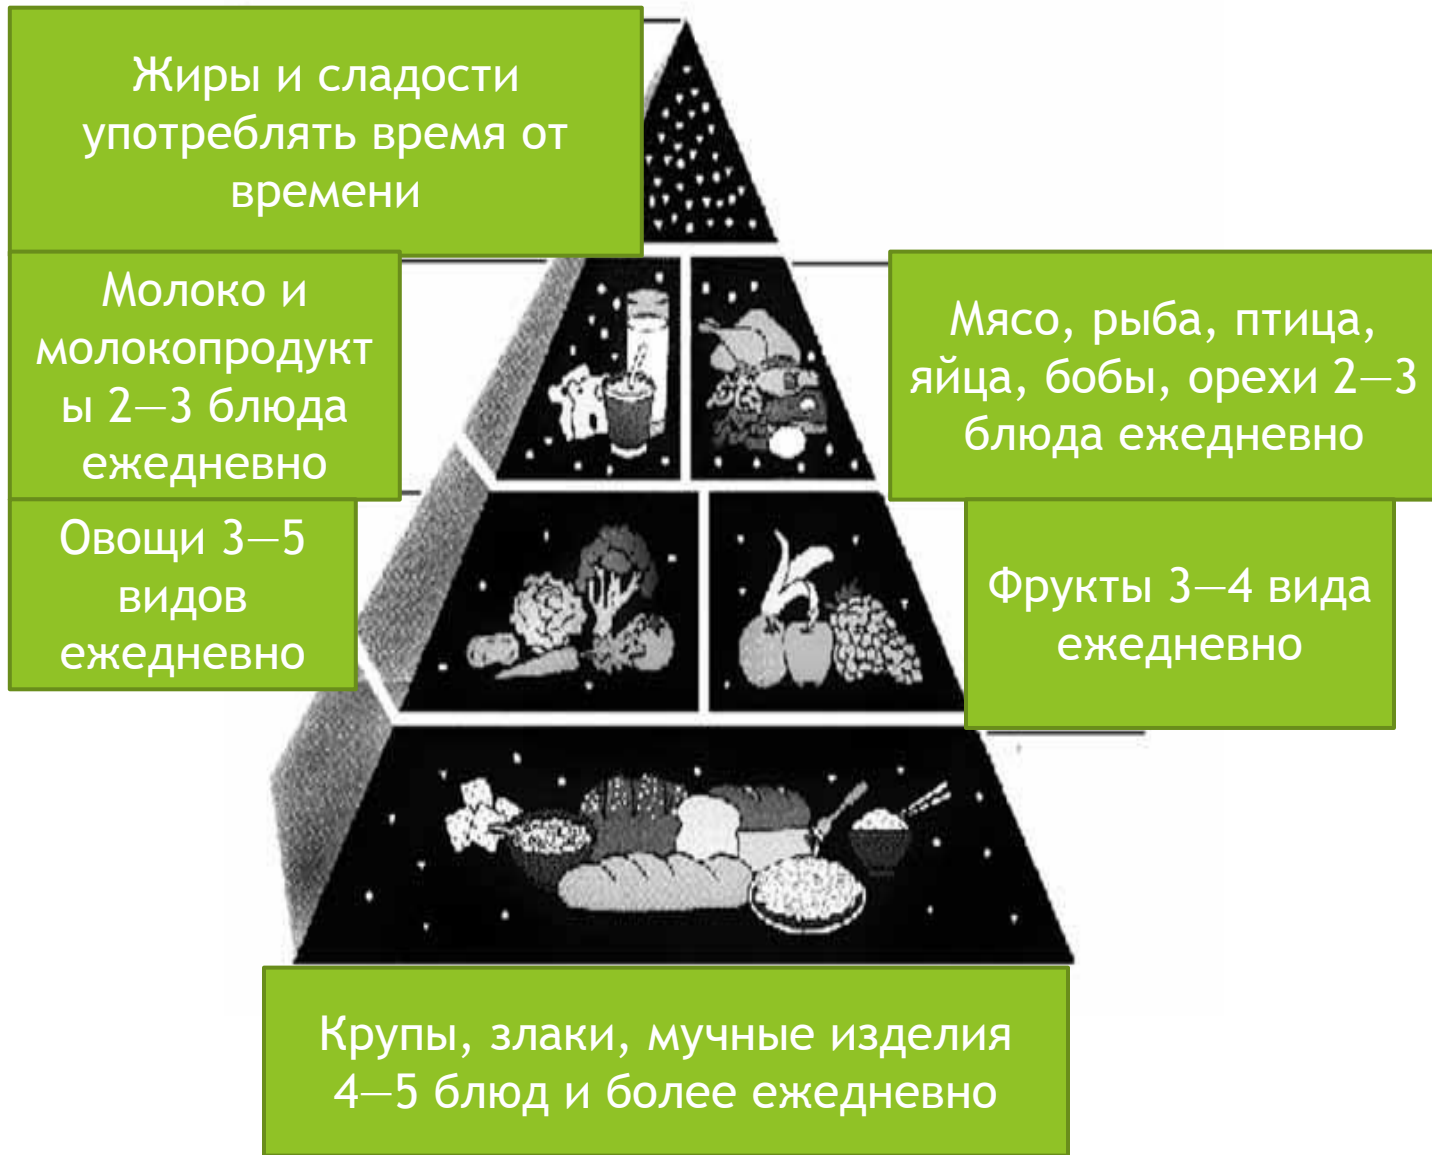 Жиры и сладости
употреблять время от
времени
Молоко и
молокопродукт
ы 2—3 блюда
ежедневно
Мясо, рыба, птица,
яйца, бобы, орехи 2—3
блюда ежедневно
Овощи 3—5
видов
ежедневно
Фрукты 3—4 вида
ежедневно
Крупы, злаки, мучные изделия
4—5 блюд и более ежедневно